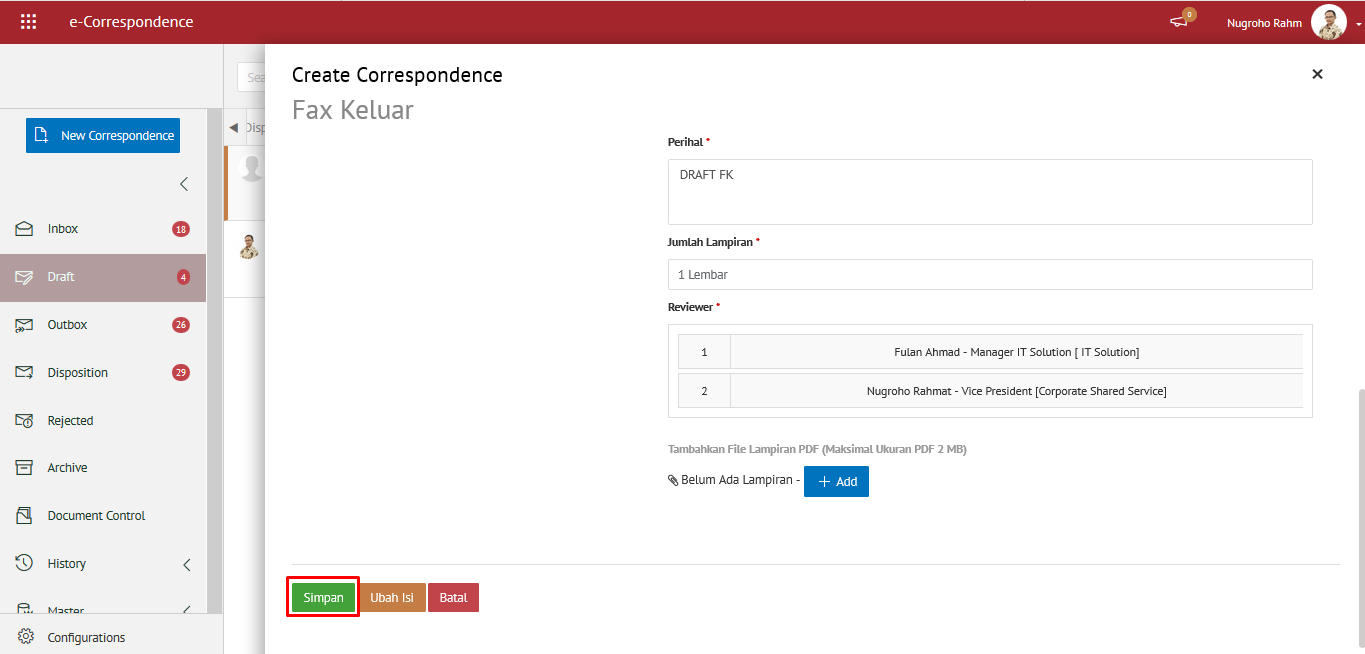 e-Correspondence
0
Nugroho Rahm
New Correspondence
Inbox
18
Draft
4
Outbox
26
Disposition
29
Rejected
Archive
Document Control
History
Master
Configurations
Sea
Disp
Create Correspondence
Fax Keluar
Perihal *
DRAFT FK
Jumlah Lampiran *
1 Lembar
Reviewer *
1 Fulan Ahmad - Manager IT Solution [ IT Solution]
2 Nugroho Rahmat - Vice President [Corporate Shared Service]
Tambahkan File Lampiran PDF (Maksimal Ukuran PDF 2 MB)
Belum Ada Lampiran - + Add
Simpan Ubah Isi Batal